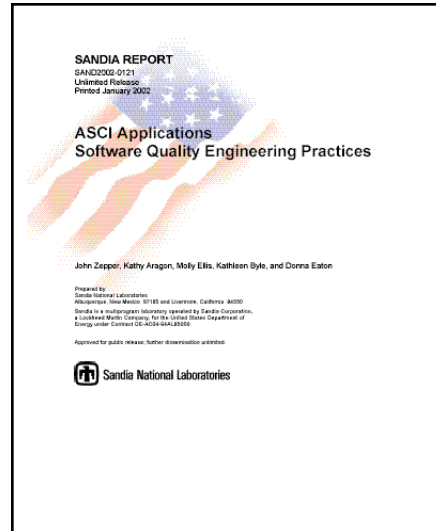 SANDIA REPORT
SAND2002-0121
Unlimited Release
Printed January 2002
ASCI Applications
Software Quality Engineering Practices
John Zepper, Kathy Aragon, Molly Ellis, Kathleen Byle, and Donna Eaton
Prepared by
Sandia National Laboratories
Albuquerque, New Mexico 87185 and Livermore, California 94550
Sandia is a multiprogram laboratory operated by Sandia Corporation,
a Lockheed Martin Company, for the United States Department of
Energy under Contract DE-AC04-94AL85000.
Approved for public release; further dissemination unlimited.
Sandia National Laboratories